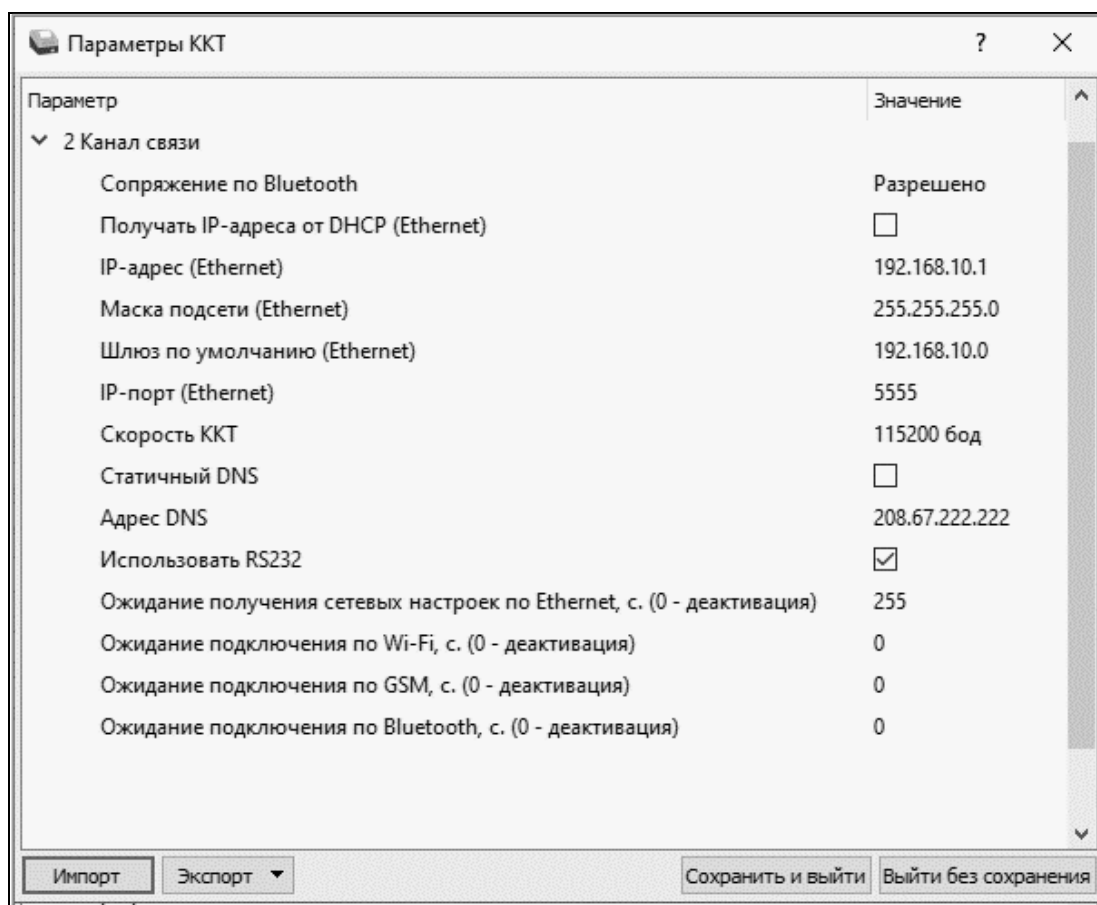 Параметры ККТ ?
Параметр Значение
2 Канал связи
Сопряжение по Bluetooth Разрешено
Получать IP-адреса от DHCP (Ethernet)
IP-адрес (Ethernet) 192.168.10.1
Маска подсети (Ethernet) 255.255.255.0
Шлюз по умолчанию (Ethernet) 192.168.10.0
IP-порт (Ethernet) 5555
Скорость ККТ 115200 бод
Статичный DNS
Адрес DNS 208.67.222.222
Использовать RS232
Ожидание получения сетевых настроек по Ethernet, с. (0 - деактивация) 255
Ожидание подключения по Wi-Fi, с. (0 - деактивация) 0
Ожидание подключения по GSM, с. (0 - деактивация) 0
Ожидание подключения по Bluetooth, с. (0 - деактивация) 0
Импорт Экспорт Сохранить и выйти Выйти без сохранения